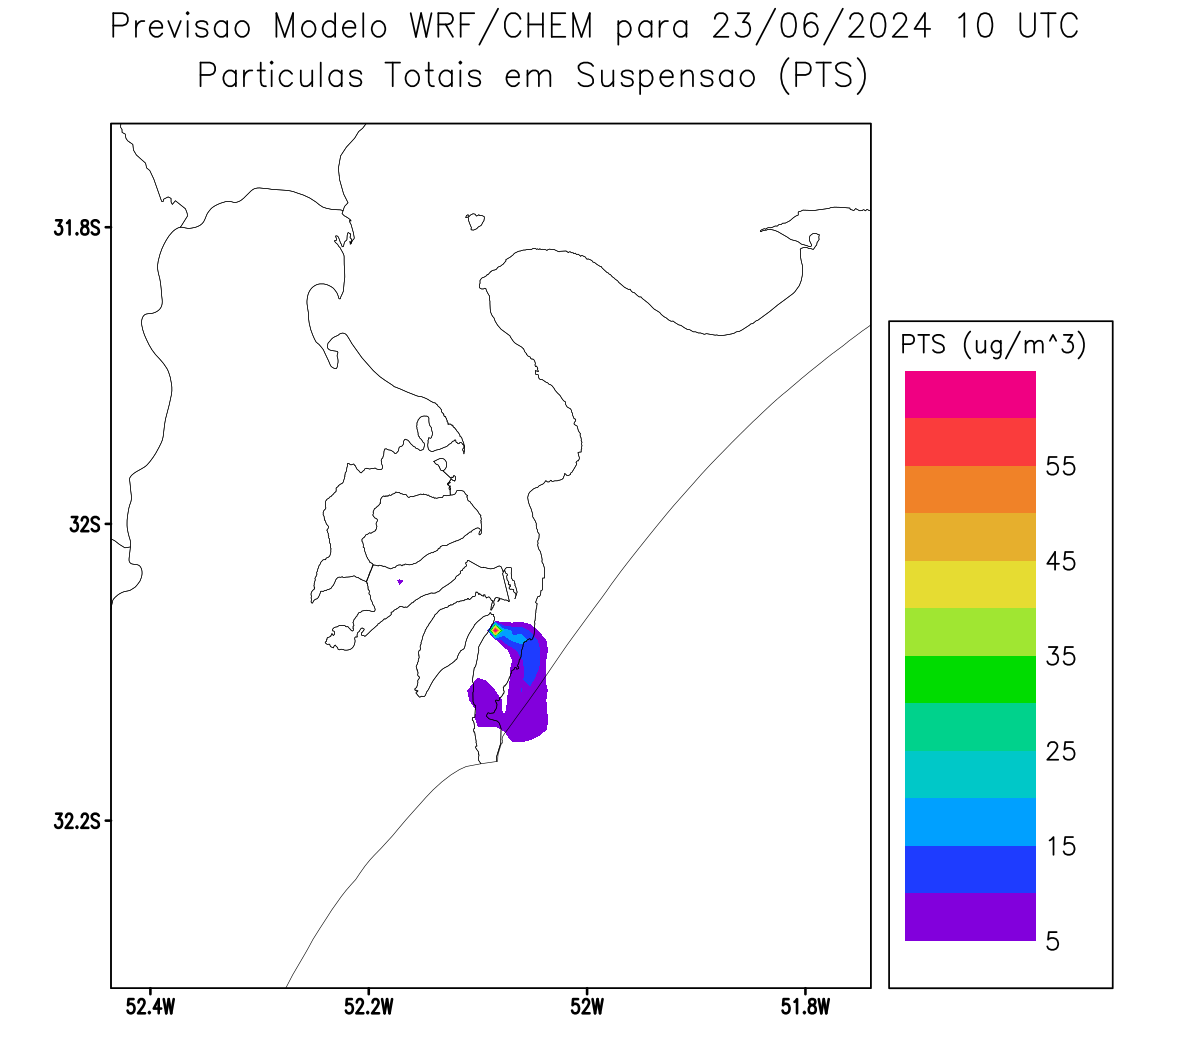 Previsao Modelo WRF/CHEM para 23/06/2024 10 UTC
Particulas Totais em Suspensao (PTS)
31.8S
32S
32.2S
52.4W
52.2W
52W
51.8W
PTS (ug/m^3)
55
45
35
25
15
5